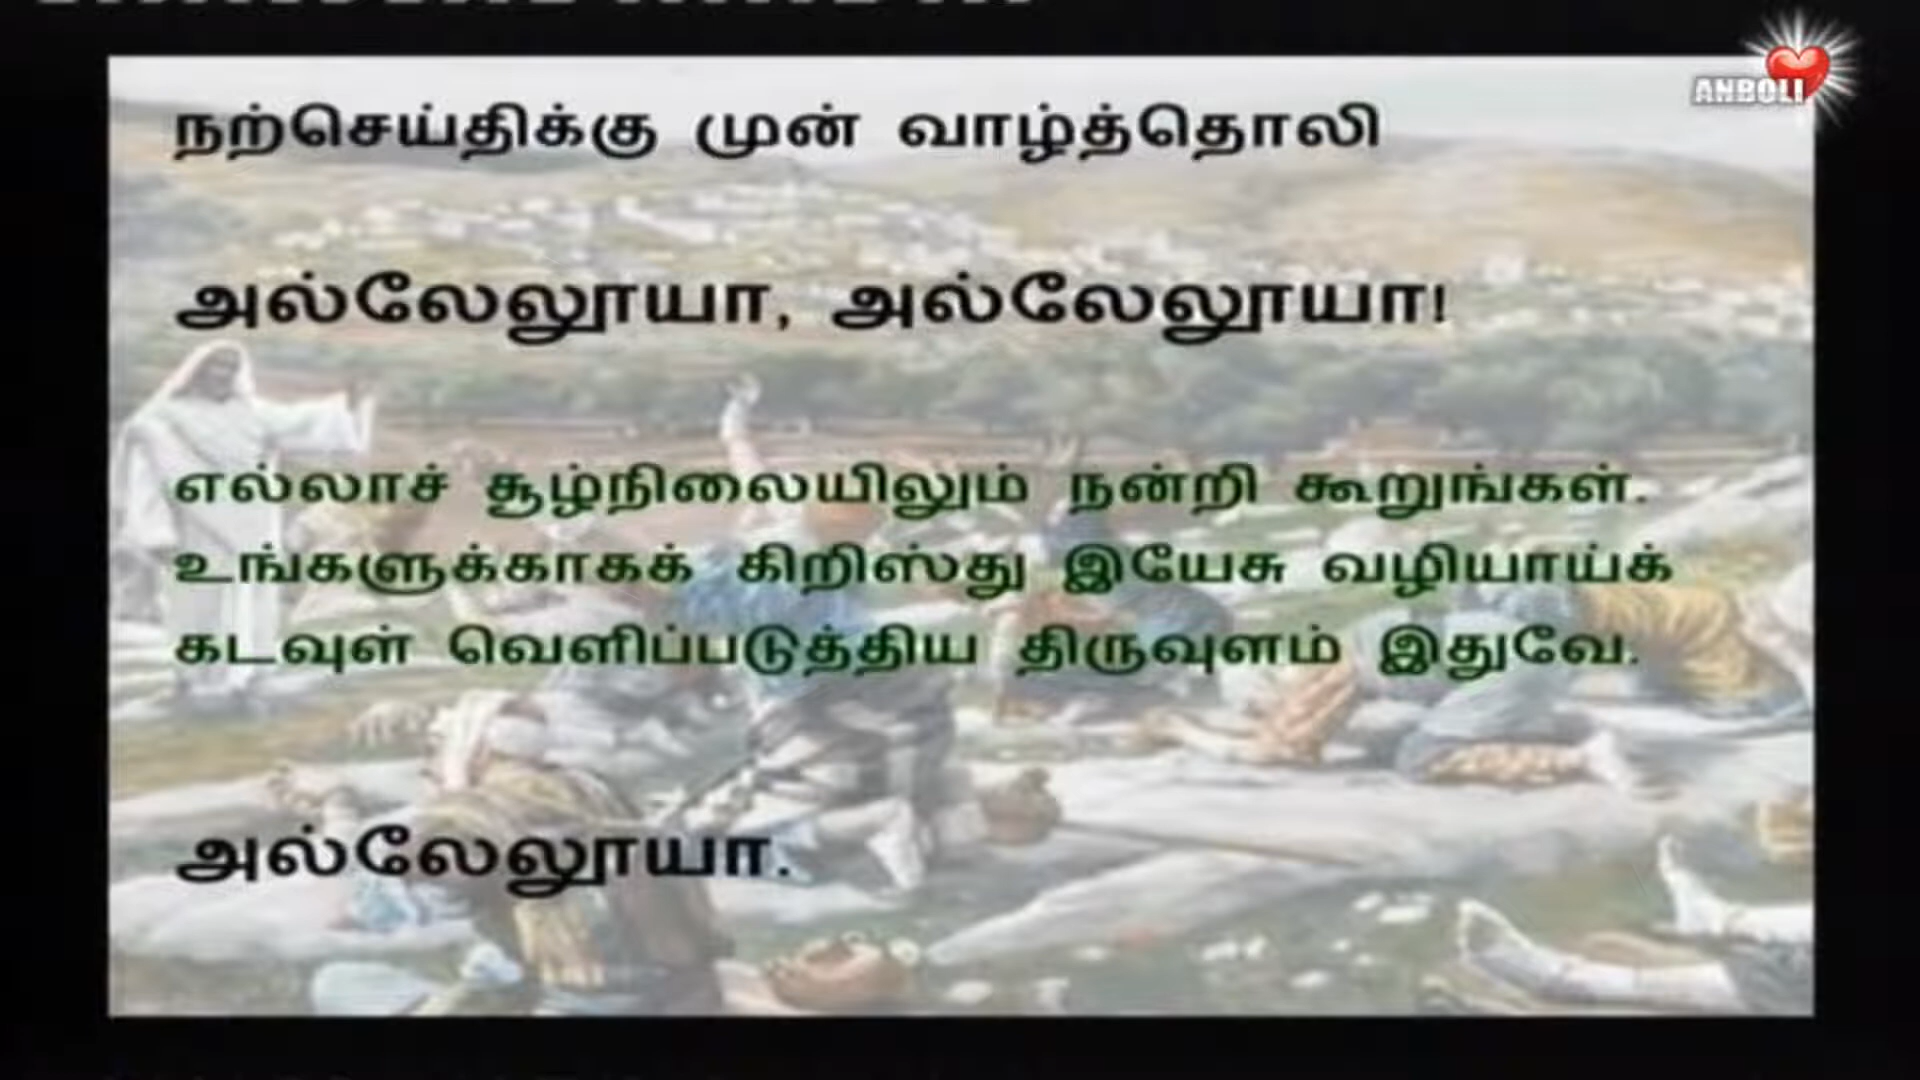 ANBOLI
நற்செய்திக்கு முன் வாழ்த்தொலி
அல்லேலூயா, அல்லேலூயா!
எல்லாச் சூழ்நிலையிலும் நன்றி கூறுங்கள்.
உங்களுக்காகக் கிறிஸ்து இயேசு வழியாய்க்
கடவுள் வெளிப்படுத்திய திருவுளம் இதுவே.
அல்லேலூயா.